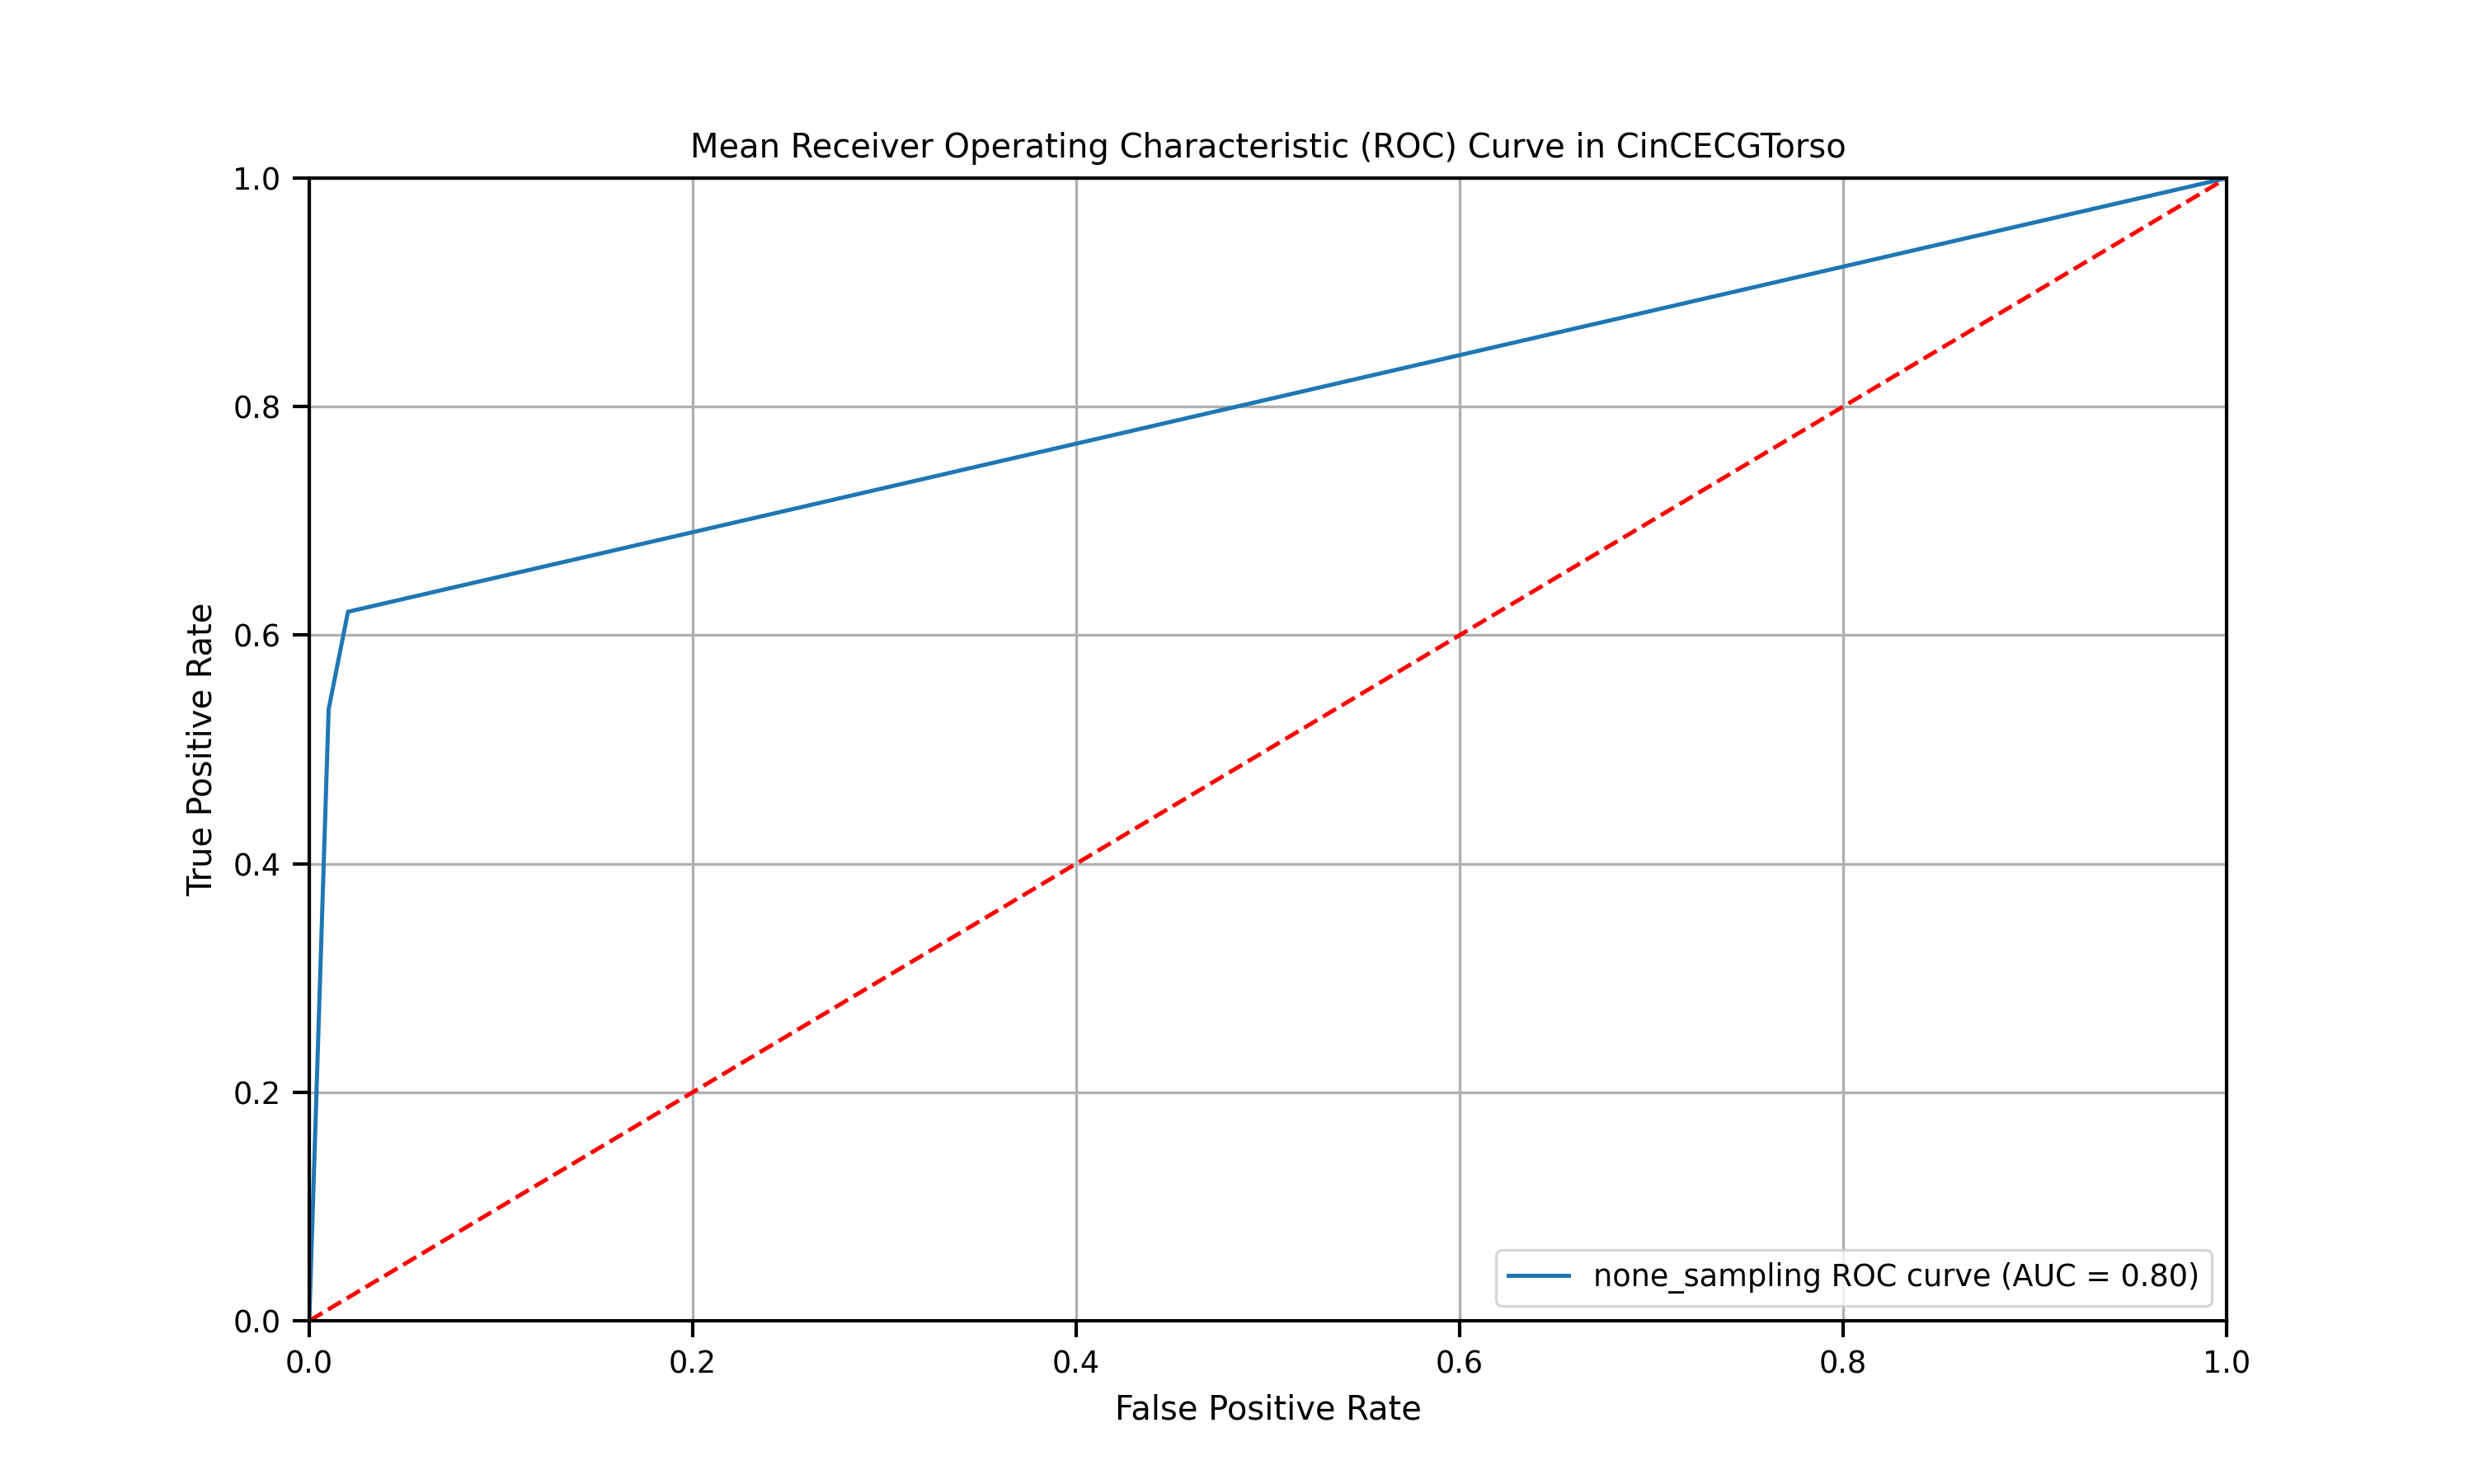 Mean Receiver Operating Characteristic (ROC) Curve in CinCECGTorso
1.0
0.8
0.6
0.4
0.2
0.0
True Positive Rate
0.0 0.2 0.4 0.6 0.8 1.0
False Positive Rate
none_sampling ROC curve (AUC = 0.80)